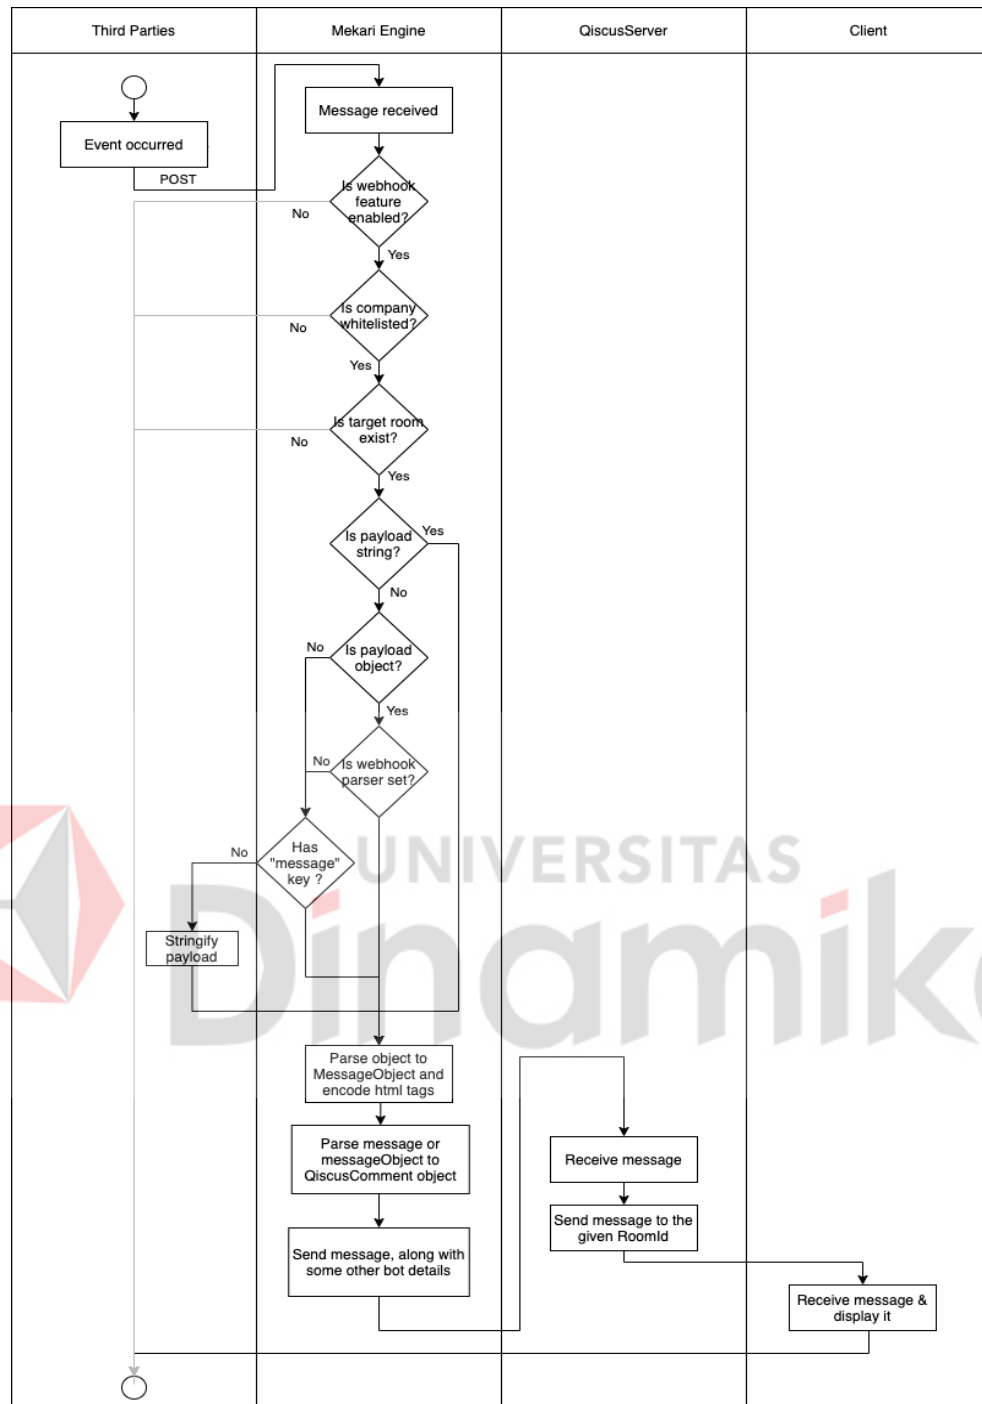 Third Parties
Mekari Engine
QiscusServer
Client
Message received
Event occurred
POST
Is webhook
feature
enabled?
No
Yes
Is company
whitelisted?
No
Yes
Is target room
exist?
No
Yes
Is payload
string?
Yes
No
Is payload
object?
No
Yes
Is webhook
parser set?
No
Has
"message"
key ?
No
UNIVERSITAS
Dinamika
Stringify
payload
Parse object to
MessageObject and
encode html tags
Parse message or
messageObject to
QiscusComment object
Receive message
Send message to the
given RoomId
Send message, along with
some other bot details
Receive message &
display it